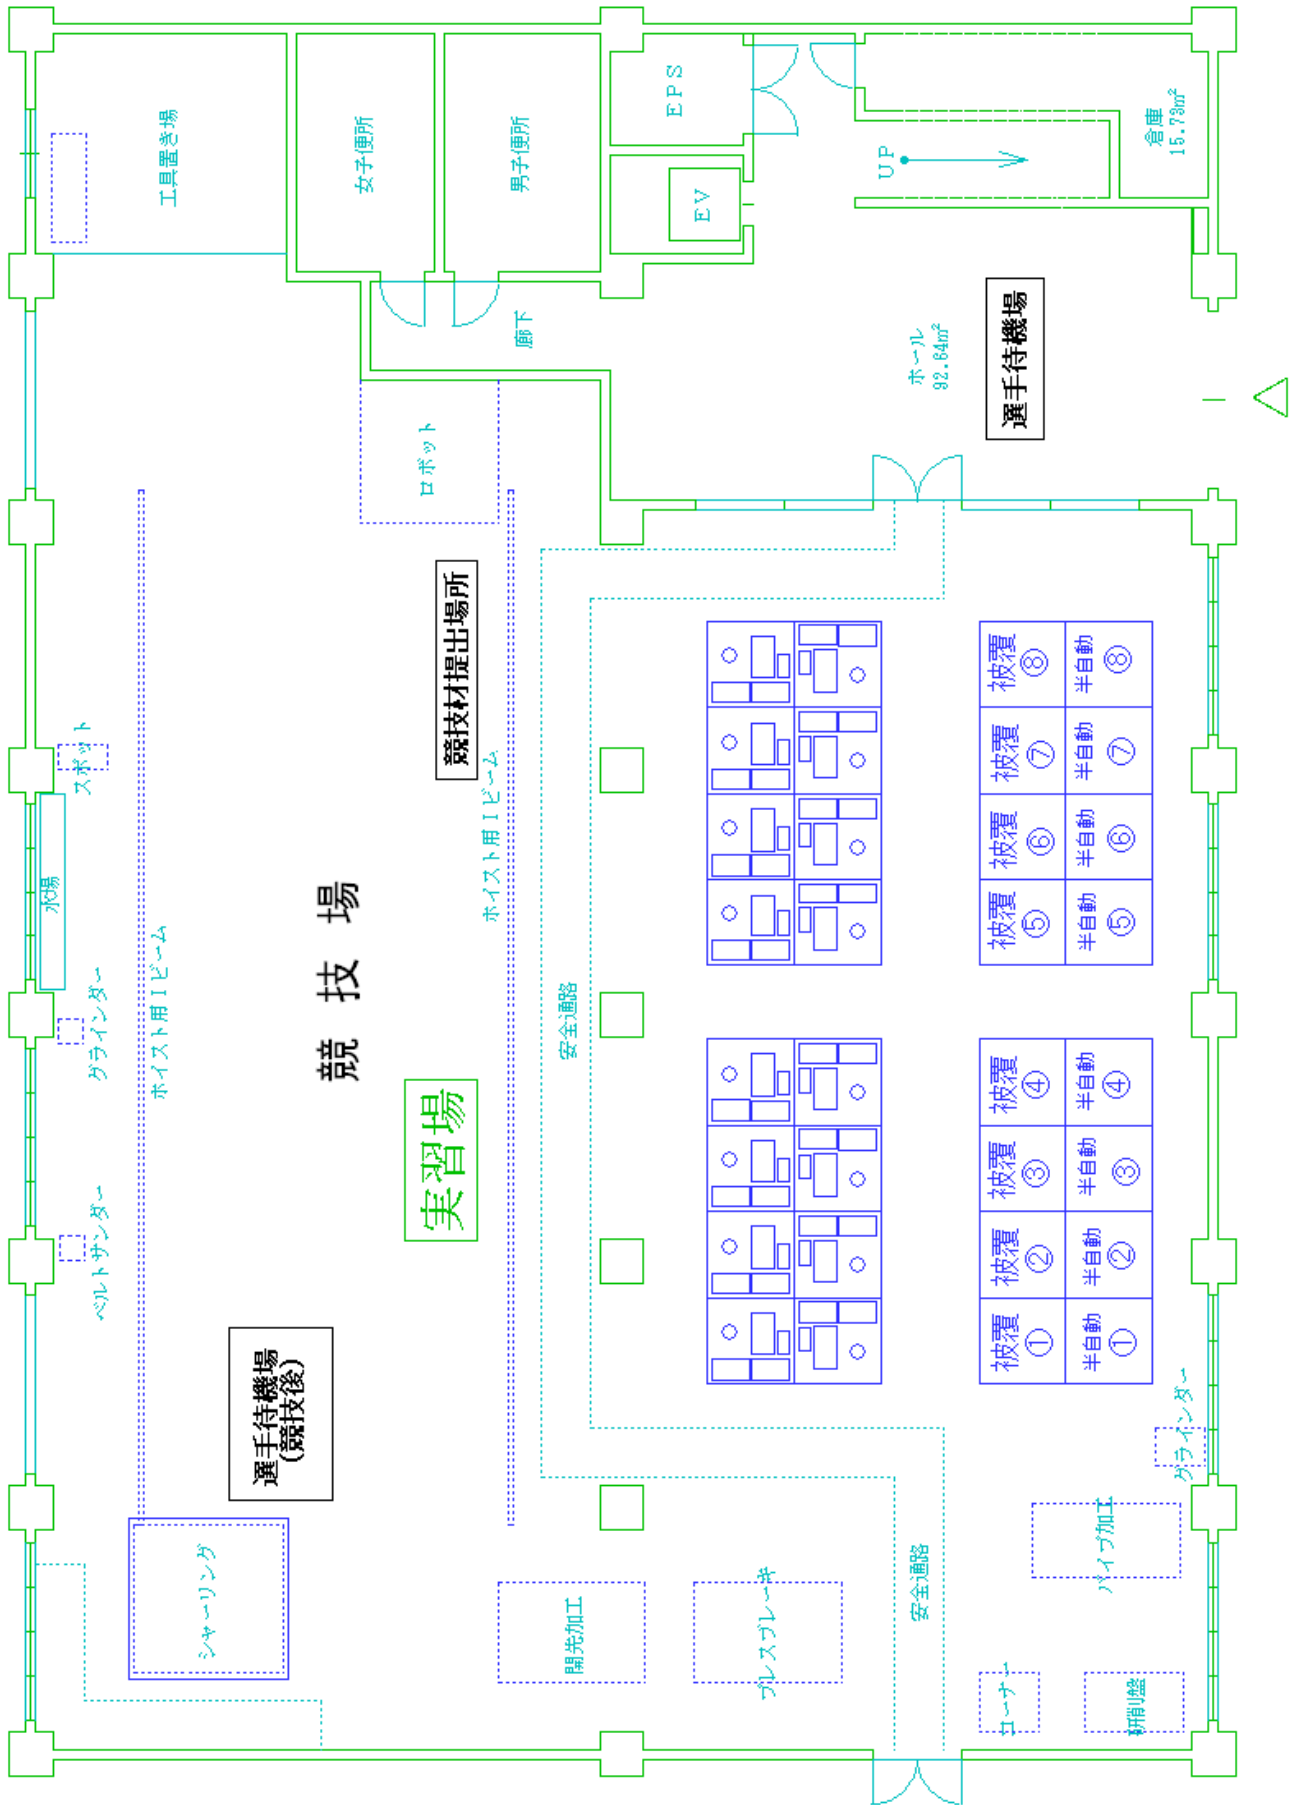 工具置き場
女子便所
男子便所
EPS
EV
UP
倉庫
15.73m²
廊下
ホール
92.64m²
選手待機場
ロボット
競技材提出場所
スポット
水場
グラインダー
ベルトサンダー
ホイスト用Iビーム
ホイスト用Iビーム
競技場
実習場
安全通路
選手待機場
(競技後)
シャーリング
開先加工
プレスブレーキ
安全通路
コーナー
研削盤
パイプ加工
グラインダー
被覆
①
被覆
②
被覆
③
被覆
④
被覆
⑤
被覆
⑥
被覆
⑦
被覆
⑧
半自動
①
半自動
②
半自動
③
半自動
④
半自動
⑤
半自動
⑥
半自動
⑦
半自動
⑧